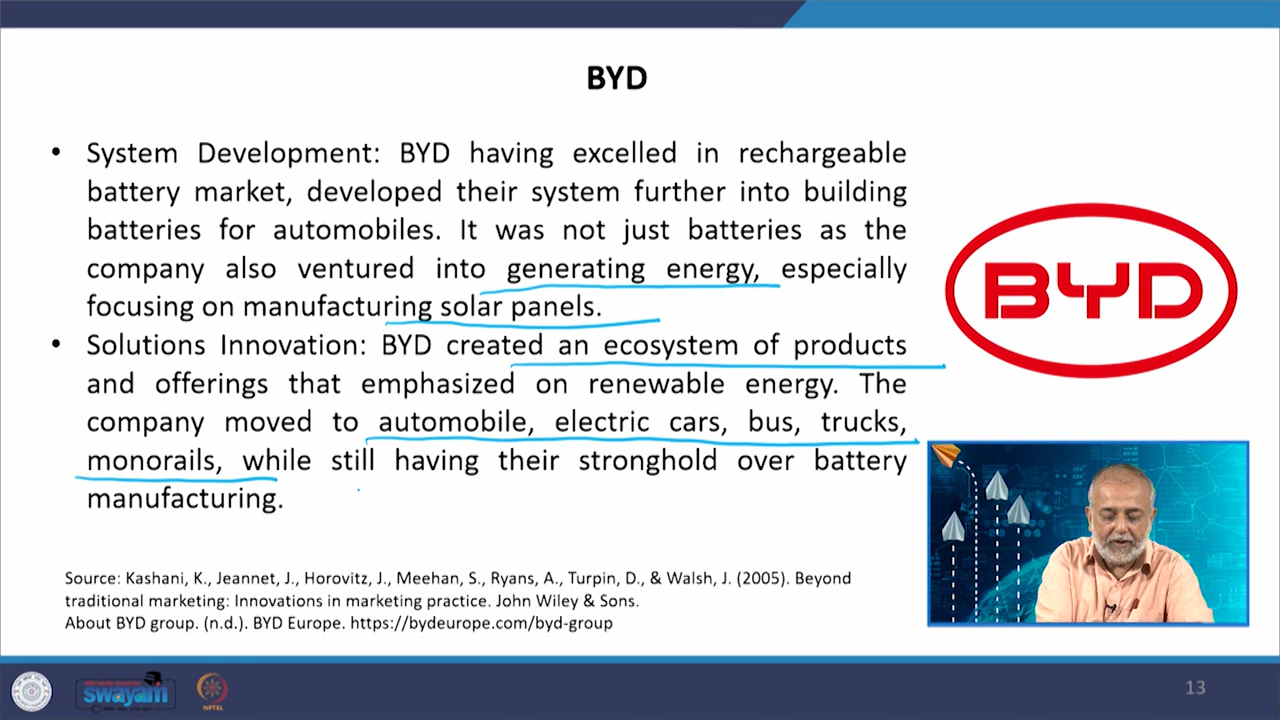 BYD
• System Development: BYD having excelled in rechargeable
battery market, developed their system further into building
batteries for automobiles. It was not just batteries as the
company also ventured into generating energy, especially
focusing on manufacturing solar panels.
• Solutions Innovation: BYD created an ecosystem of products
and offerings that emphasized on renewable energy. The
company moved to automobile, electric cars, bus, trucks,
monorails, while still having their stronghold over battery
manufacturing.
BYD
Source: Kashani, K., Jeannet, J., Horovitz, J., Meehan, S., Ryans, A., Turpin, D., & Walsh, J. (2005). Beyond
traditional marketing: Innovations in marketing practice. John Wiley & Sons.
About BYD group. (n.d.). BYD Europe. https://bydeurope.com/byd-group
swayam
NPTEL
13